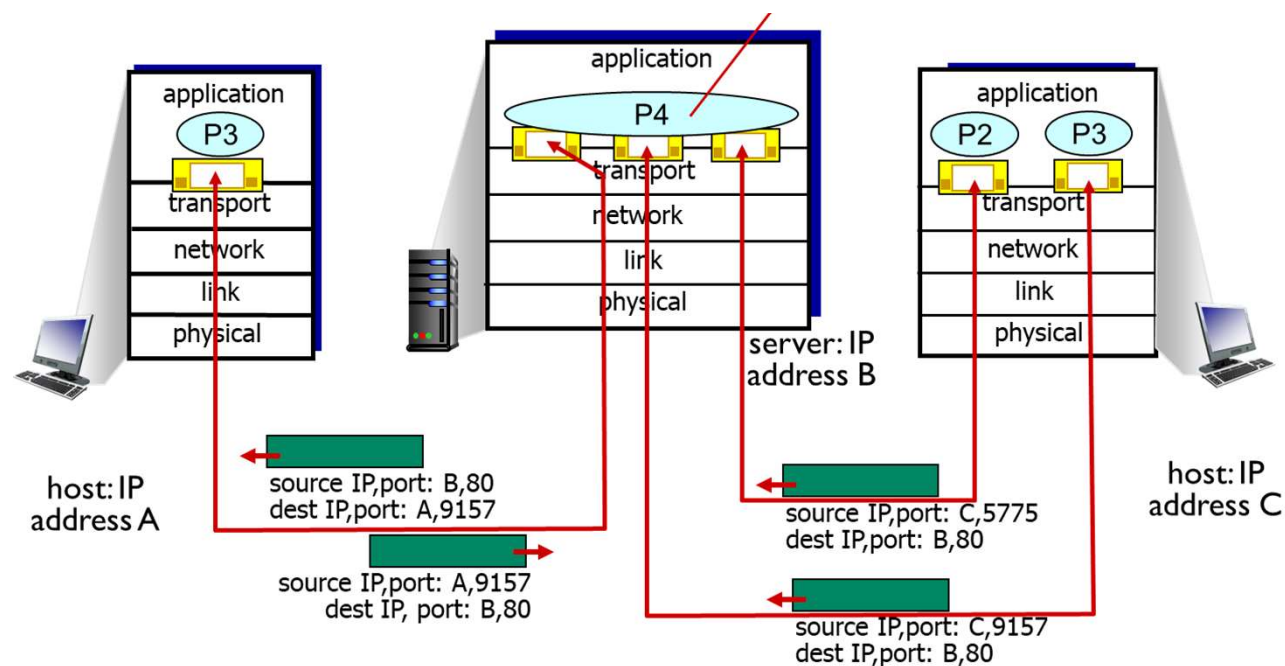 application
P3
transport
network
link
physical
application
P4
transport
network
link
physical
server: IP
address B
application
P2
P3
transport
network
link
physical
host: IP
address A
source IP,port: B,80
dest IP,port: A,9157
source IP,port: A,9157
dest IP, port: B,80
source IP,port: C,5775
dest IP,port: B,80
source IP,port: C,9157
dest IP,port: B,80
host: IP
address C